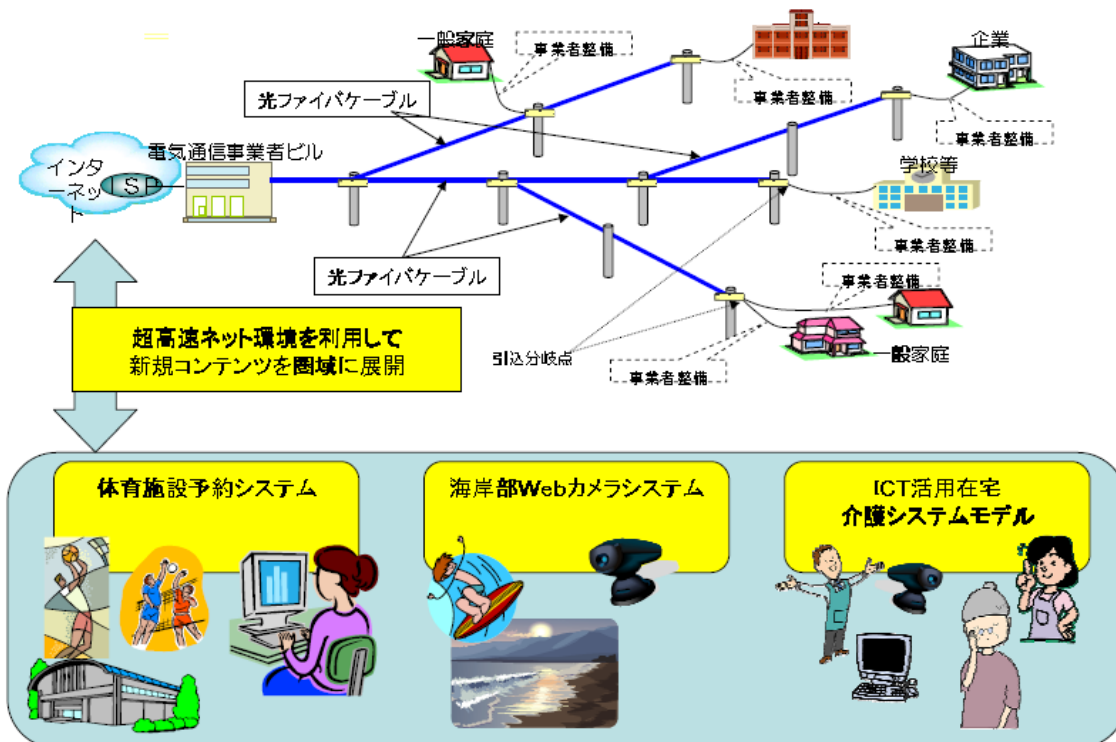 一般家庭
事業者整備
企業
光ファイバケーブル
事業者整備
事業者整備
電気通信事業者ビル
インタ
ーネッ
ト
ISP
学校等
事業者整備
光ファイバケーブル
事業者整備
超高速ネット環境を利用して
新規コンテンツを圏域に展開
引込分岐点
事業者整備
一般家庭
体育施設予約システム
海岸部Webカメラシステム
ICT活用在宅
介護システムモデル